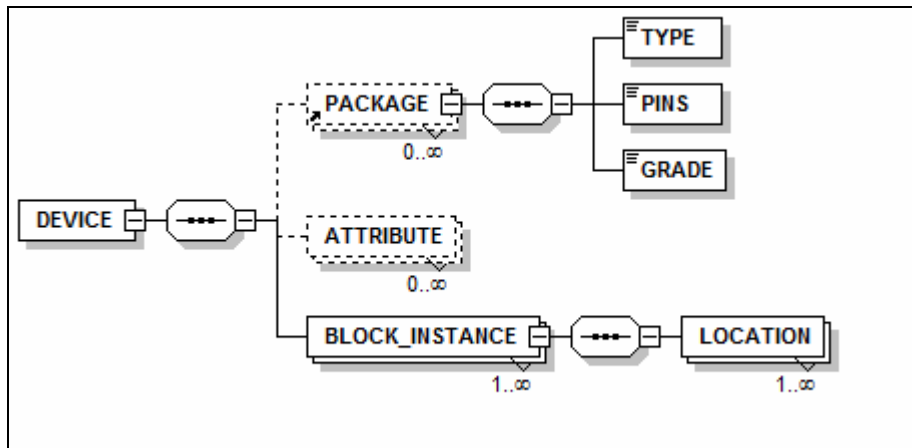 TYPE
PACKAGE
PINS
0..∞
GRADE
DEVICE
ATTRIBUTE
0..∞
BLOCK_INSTANCE
LOCATION
1..∞
1..∞